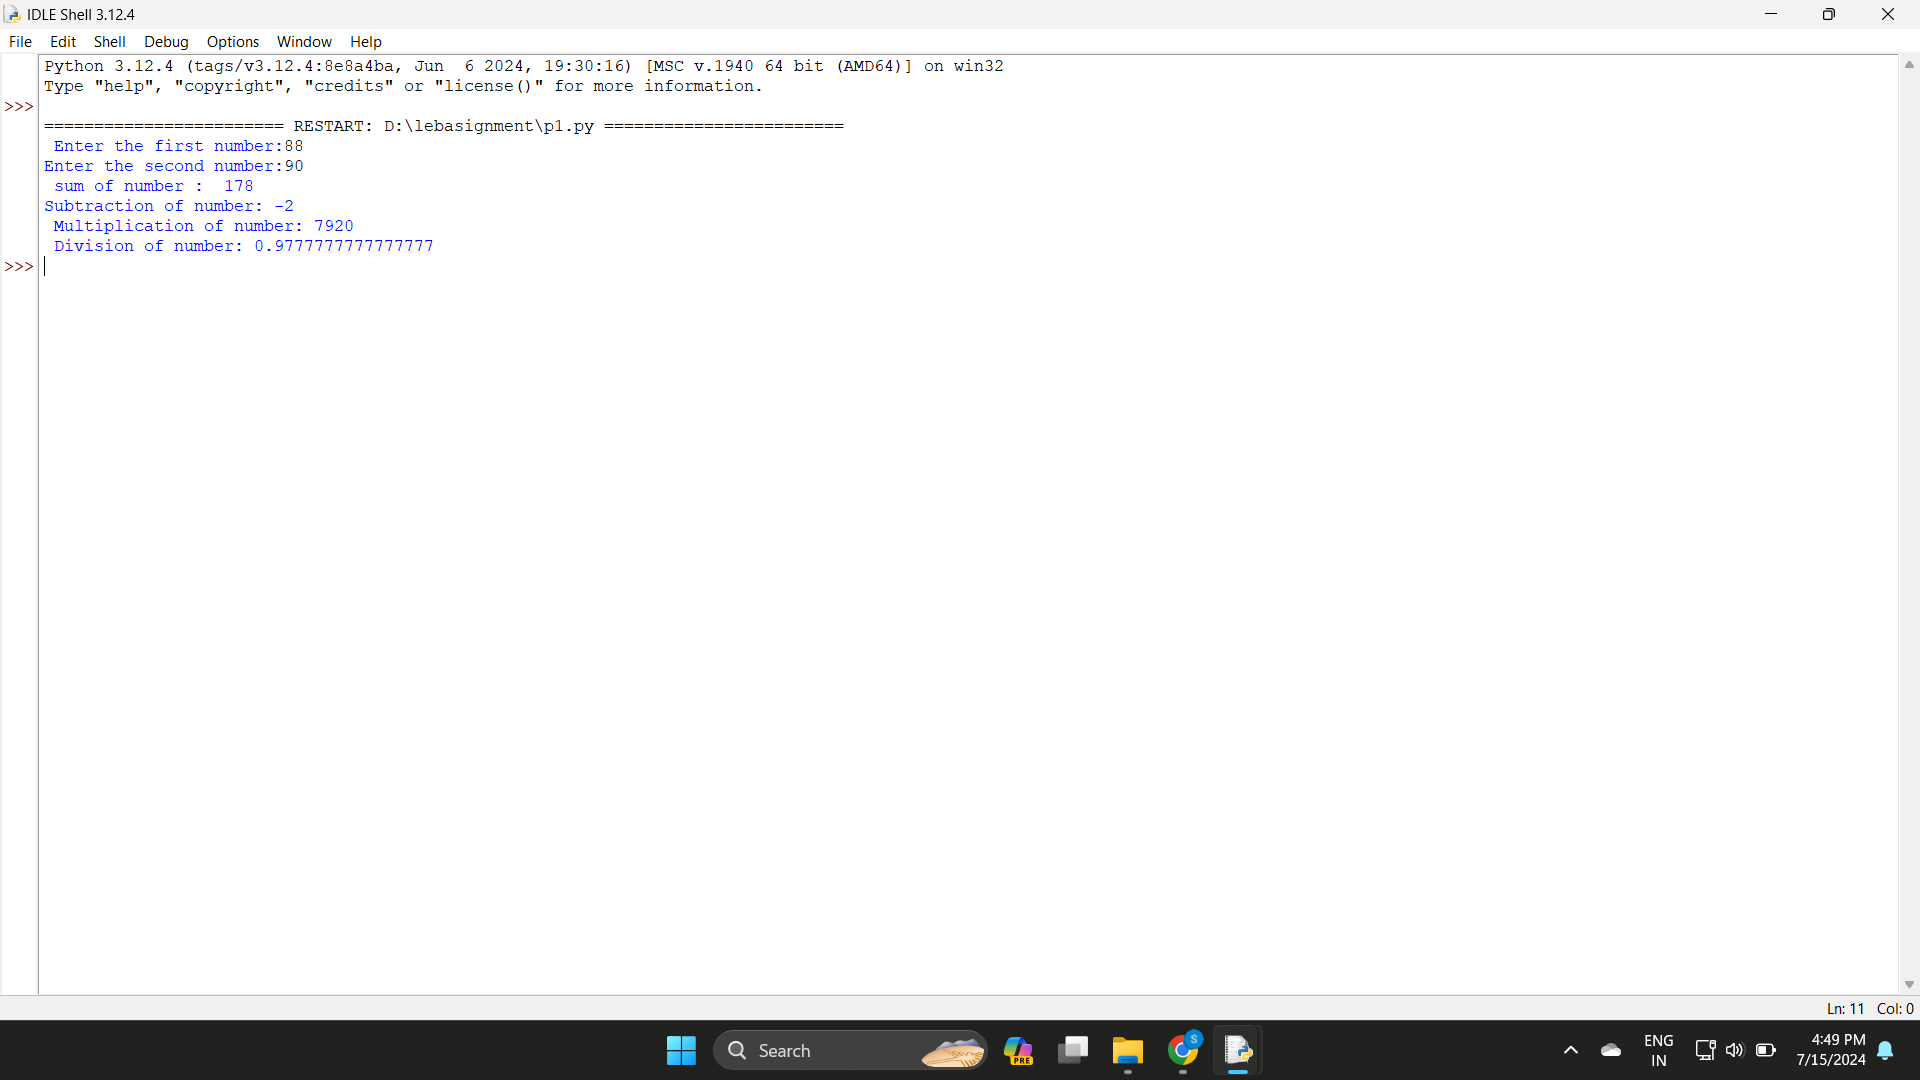 IDLE Shell 3.12.4
File Edit Shell Debug Options Window Help
Python 3.12.4 (tags/v3.12.4:8e8a4ba, Jun  6 2024, 19:30:16) [MSC v.1940 64 bit (AMD64)] on win32
Type "help", "copyright", "credits" or "license()" for more information.
>>>
======================== RESTART: D:\lebasignment\p1.py ========================
 Enter the first number:88
Enter the second number:90
 sum of number :  178
Subtraction of number: -2
 Multiplication of number: 7920
 Division of number: 0.9777777777777777
>>>
Ln: 11 Col: 0
Search
PRE
S
ENG
IN
4:49 PM
7/15/2024